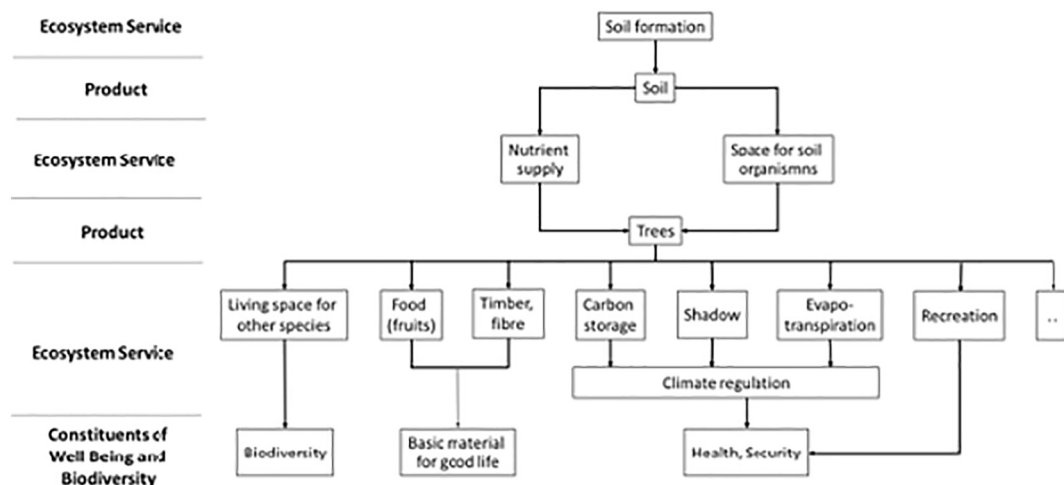 Ecosystem Service
Soil formation
Product
Soil
Ecosystem Service
Nutrient
supply
Space for soil
organismns
Product
Trees
Ecosystem Service
Living space for
other species
Food
(fruits)
Timber,
fibre
Carbon
storage
Shadow
Evapo-
transpiration
Recreation
..
Climate regulation
Constituents of
Well Being and
Biodiversity
Biodiversity
Basic material
for good life
Health, Security